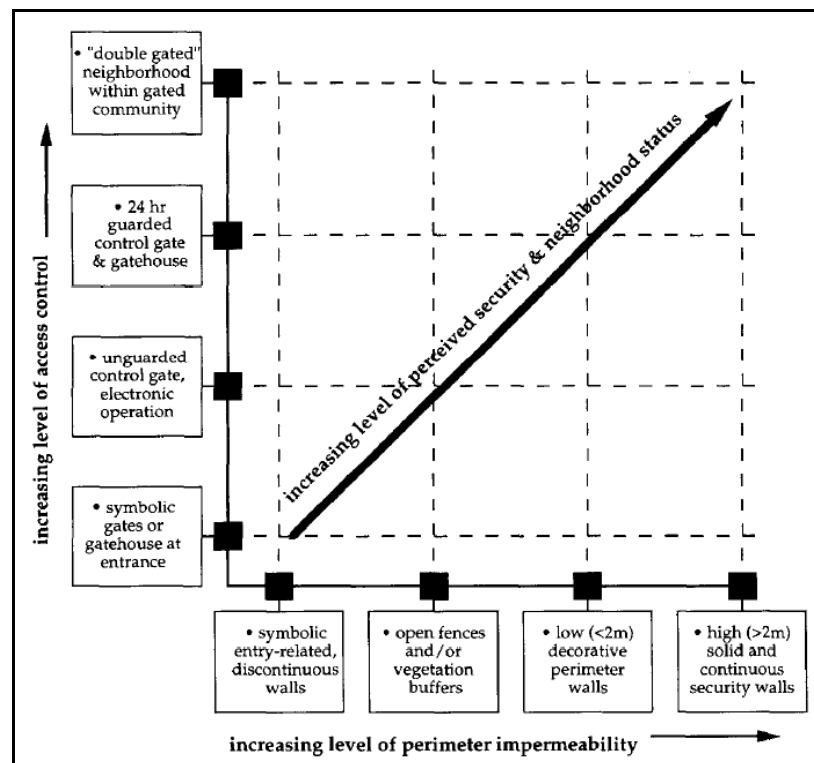 • "double gated"
neighborhood
within gated
community
• 24 hr
guarded
control gate
& gatehouse
• unguarded
control gate,
electronic
operation
• symbolic
gates or
gatehouse at
entrance
increasing level of access control
increasing level of perceived security & neighborhood status
• symbolic
entry-related,
discontinuous
walls
• open fences
and/or
vegetation
buffers
• low (<2m)
decorative
perimeter
walls
• high (>2m)
solid and
continuous
security walls
increasing level of perimeter impermeability